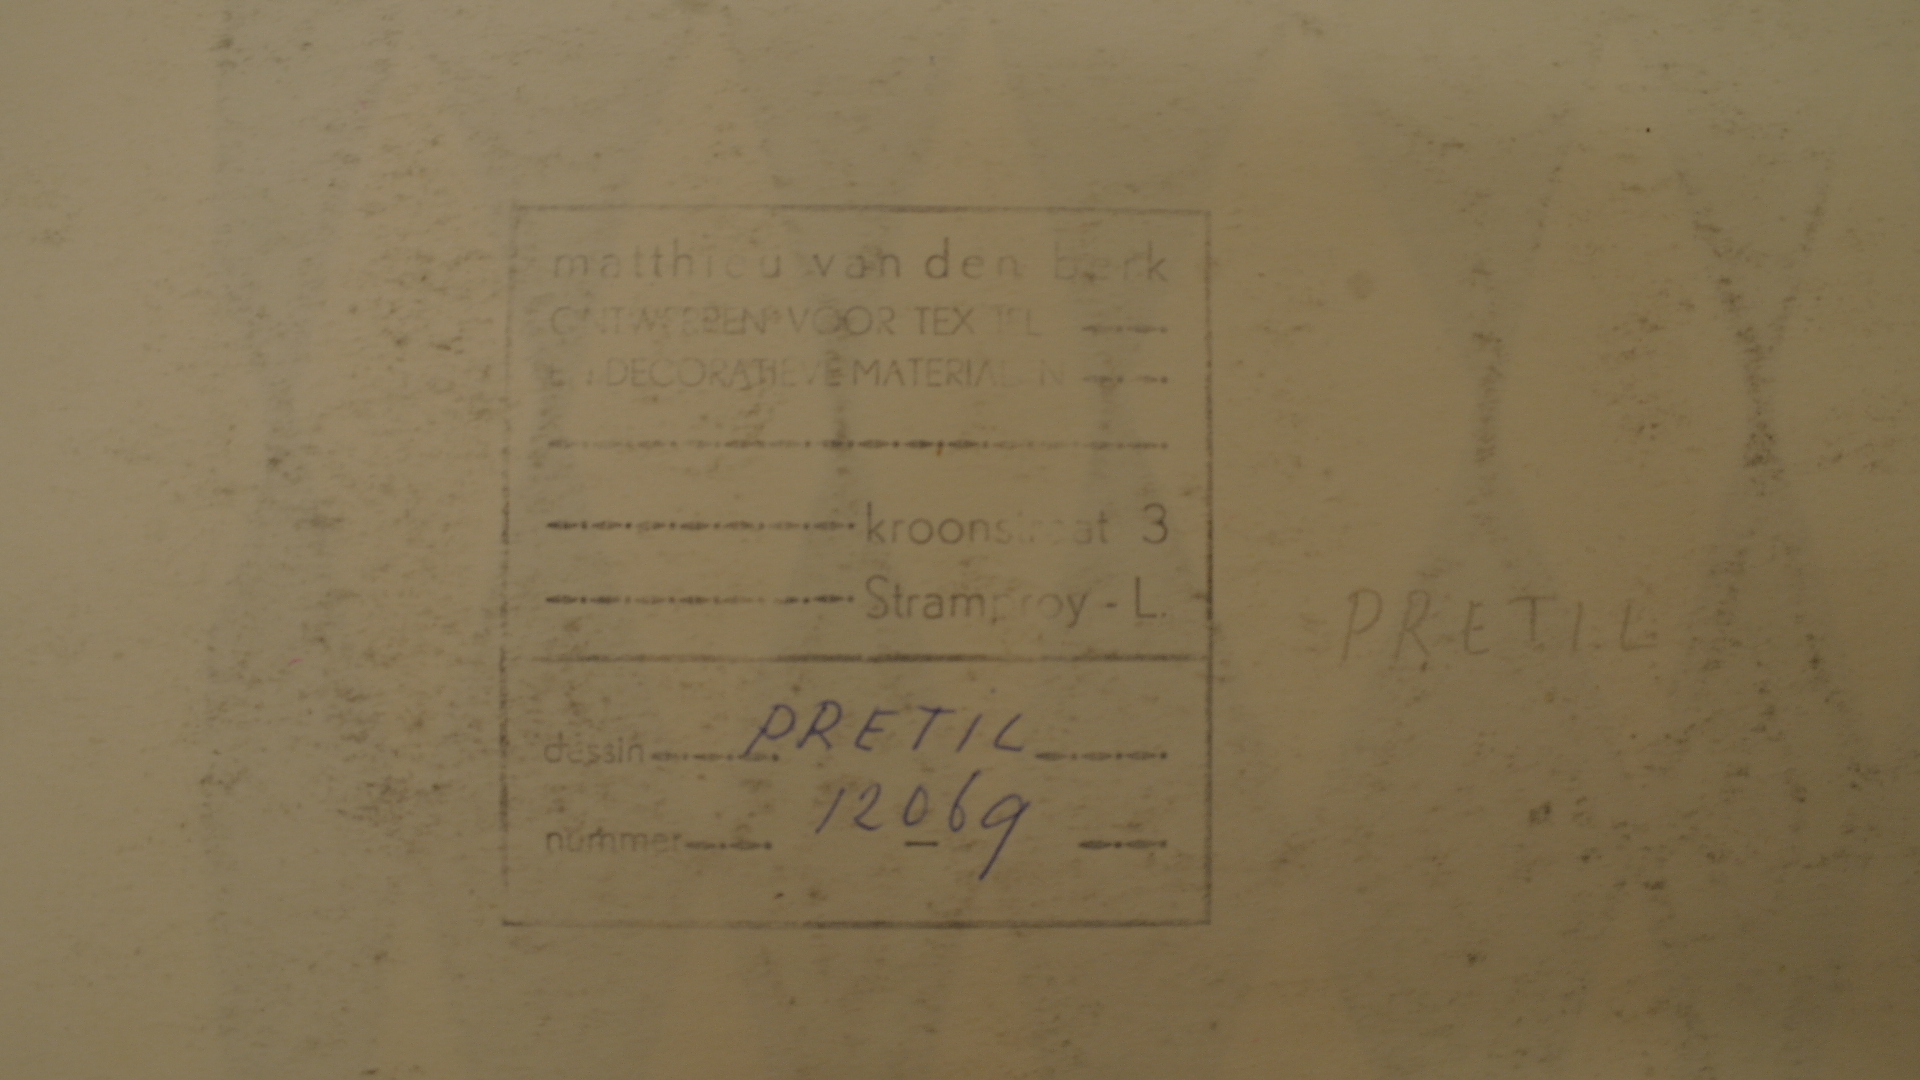 matthieu van den berk
ONTWERPEN VOOR TEXTIEL
EN DECORATIEVE MATERIALEN
kroonstraat 3
Stramproy - L.
PRETIL
dessin PRETIL
nummer 12069